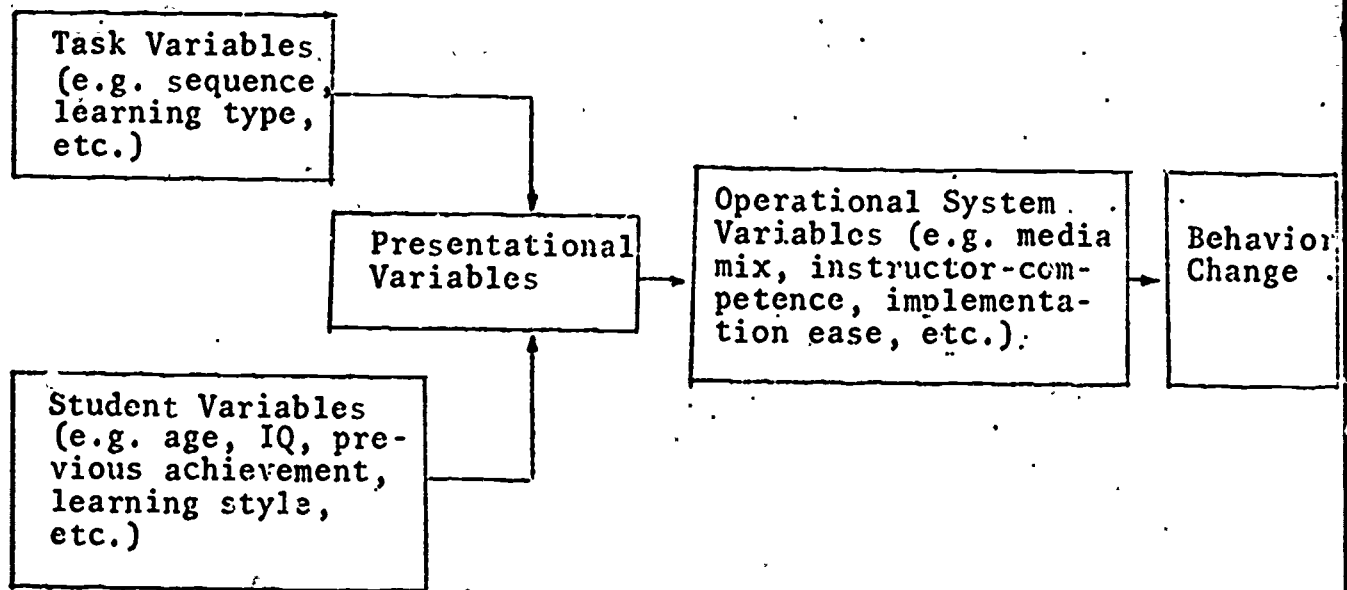 Task Variables
(e.g. sequence,
learning type,
etc.)
Presentational
Variables
Operational System
Variables (e.g. media
mix, instructor-com-
petence, implementa-
tion ease, etc.)
Behavior
Change
Student Variables
(e.g. age, IQ, pre-
vious achievement,
learning style,
etc.)